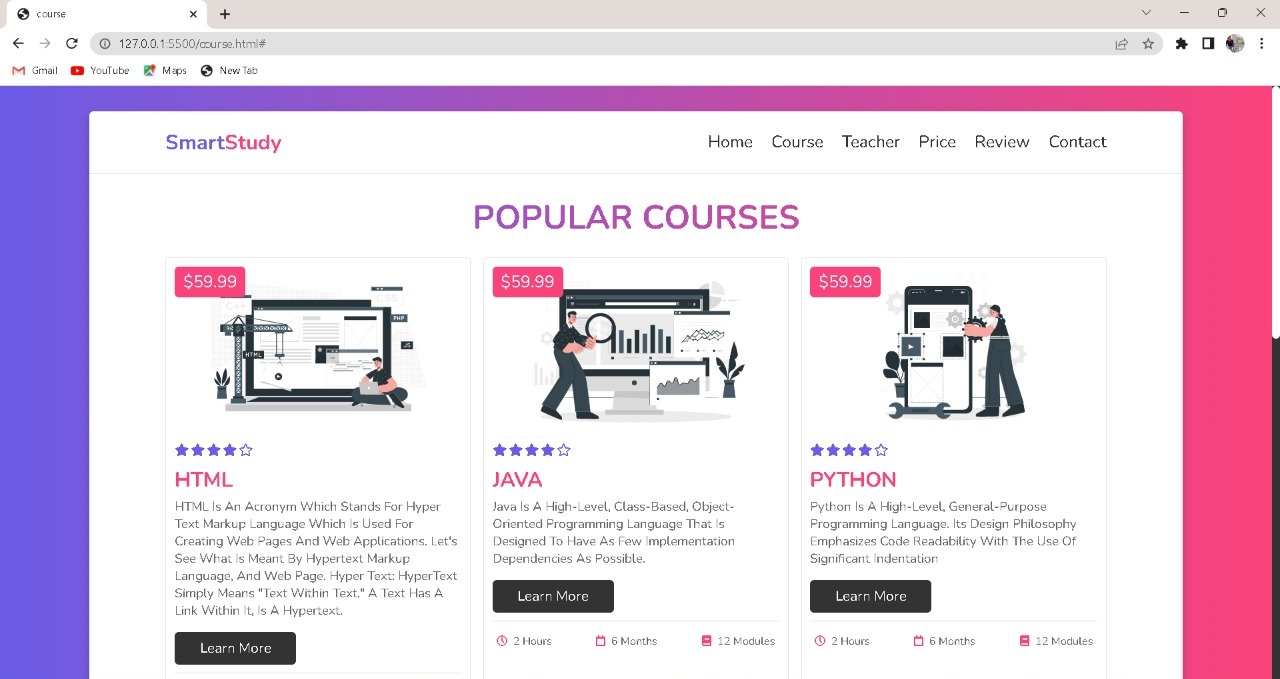 course
127.0.0.1:5500/course.html#
Gmail YouTube Maps New Tab
SmartStudy
Home Course Teacher Price Review Contact
POPULAR COURSES
$59.99
CSS
PHP
JS
HTML
HTML
HTML Is An Acronym Which Stands For Hyper
Text Markup Language Which Is Used For
Creating Web Pages And Web Applications. Let's
See What Is Meant By Hypertext Markup
Language, And Web Page. Hyper Text: HyperText
Simply Means "Text Within Text." A Text Has A
Link Within It, Is A Hypertext.
Learn More
$59.99
JAVA
Java Is A High-Level, Class-Based, Object-
Oriented Programming Language That Is
Designed To Have As Few Implementation
Dependencies As Possible.
Learn More
2 Hours 6 Months 12 Modules
$59.99
PYTHON
Python Is A High-Level, General-Purpose
Programming Language. Its Design Philosophy
Emphasizes Code Readability With The Use Of
Significant Indentation
Learn More
2 Hours 6 Months 12 Modules